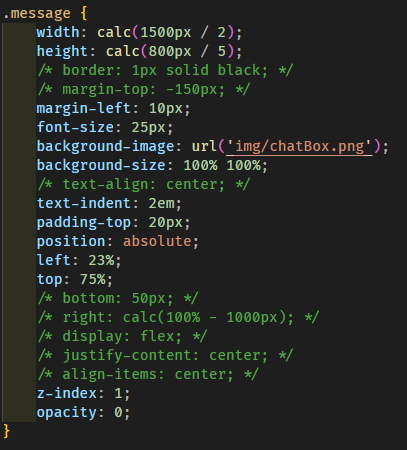 .message {
width: calc(1500px / 2);
height: calc(800px / 5);
/* border: 1px solid black; */
/* margin-top: -150px; */
margin-left: 10px;
font-size: 25px;
background-image: url('img/chatBox.png');
background-size: 100% 100%;
/* text-align: center; */
text-indent: 2em;
padding-top: 20px;
position: absolute;
left: 23%;
top: 75%;
/* bottom: 50px; */
/* right: calc(100% - 1000px); */
/* display: flex; */
/* justify-content: center; */
/* align-items: center; */
z-index: 1;
opacity: 0;
}